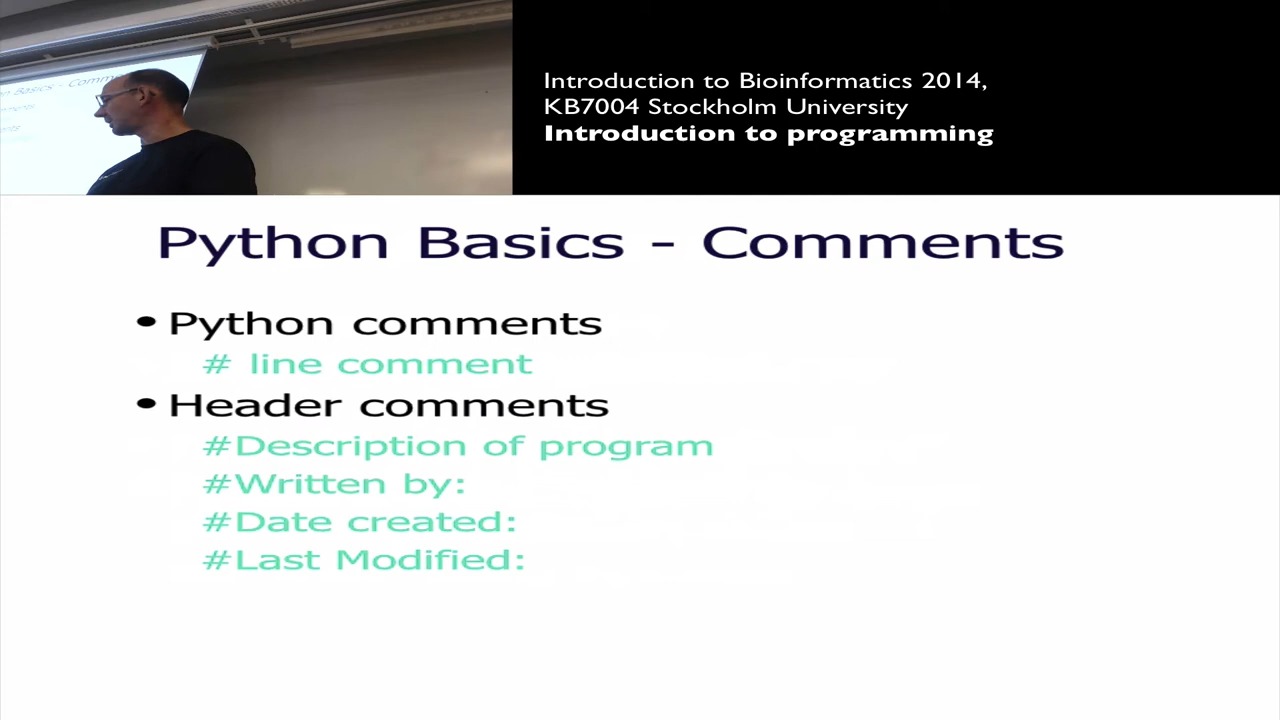 Introduction to Bioinformatics 2014,
KB7004 Stockholm University
Introduction to programming
Python Basics - Comments
• Python comments
# line comment
• Header comments
#Description of program
#Written by:
#Date created:
#Last Modified: